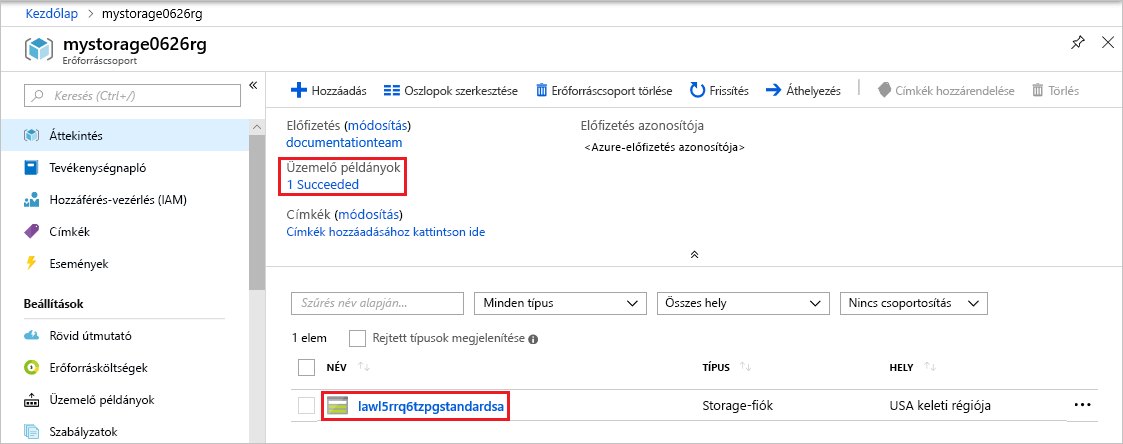 Kezdőlap > mystorage0626rg
mystorage0626rg
Erőforráscsoport
Keresés (Ctrl+/)
Áttekintés
Tevékenységnapló
Hozzáférés-vezérlés (IAM)
Címkék
Események
Beállítások
Rövid útmutató
Erőforrásköltségek
Üzemelő példányok
Szabályzatok
Hozzáadás
Oszlopok szerkesztése
Erőforráscsoport törlése
Frissítés
Áthelyezés
Címkék hozzárendelése
Törlés
Előfizetés (módosítás)
documentationteam
Előfizetés azonosítója
<Azure-előfizetés azonosítója>
Üzemelő példányok
1 Succeeded
Címkék (módosítás)
Címkék hozzáadásához kattintson ide
Szűrés név alapján...
Minden típus
Összes hely
Nincs csoportosítás
1 elem
Rejtett típusok megjelenítése
NÉV
TÍPUS
HELY
lawl5rrq6tzpgstandardsa
Storage-fiók
USA keleti régiója